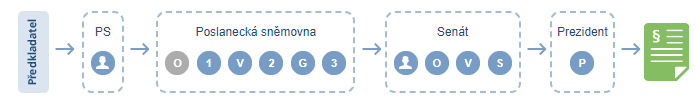 Předkladatel
PS
Poslanecká sněmovna
O 1 V 2 G 3
Senát
O V S
Prezident
P
§